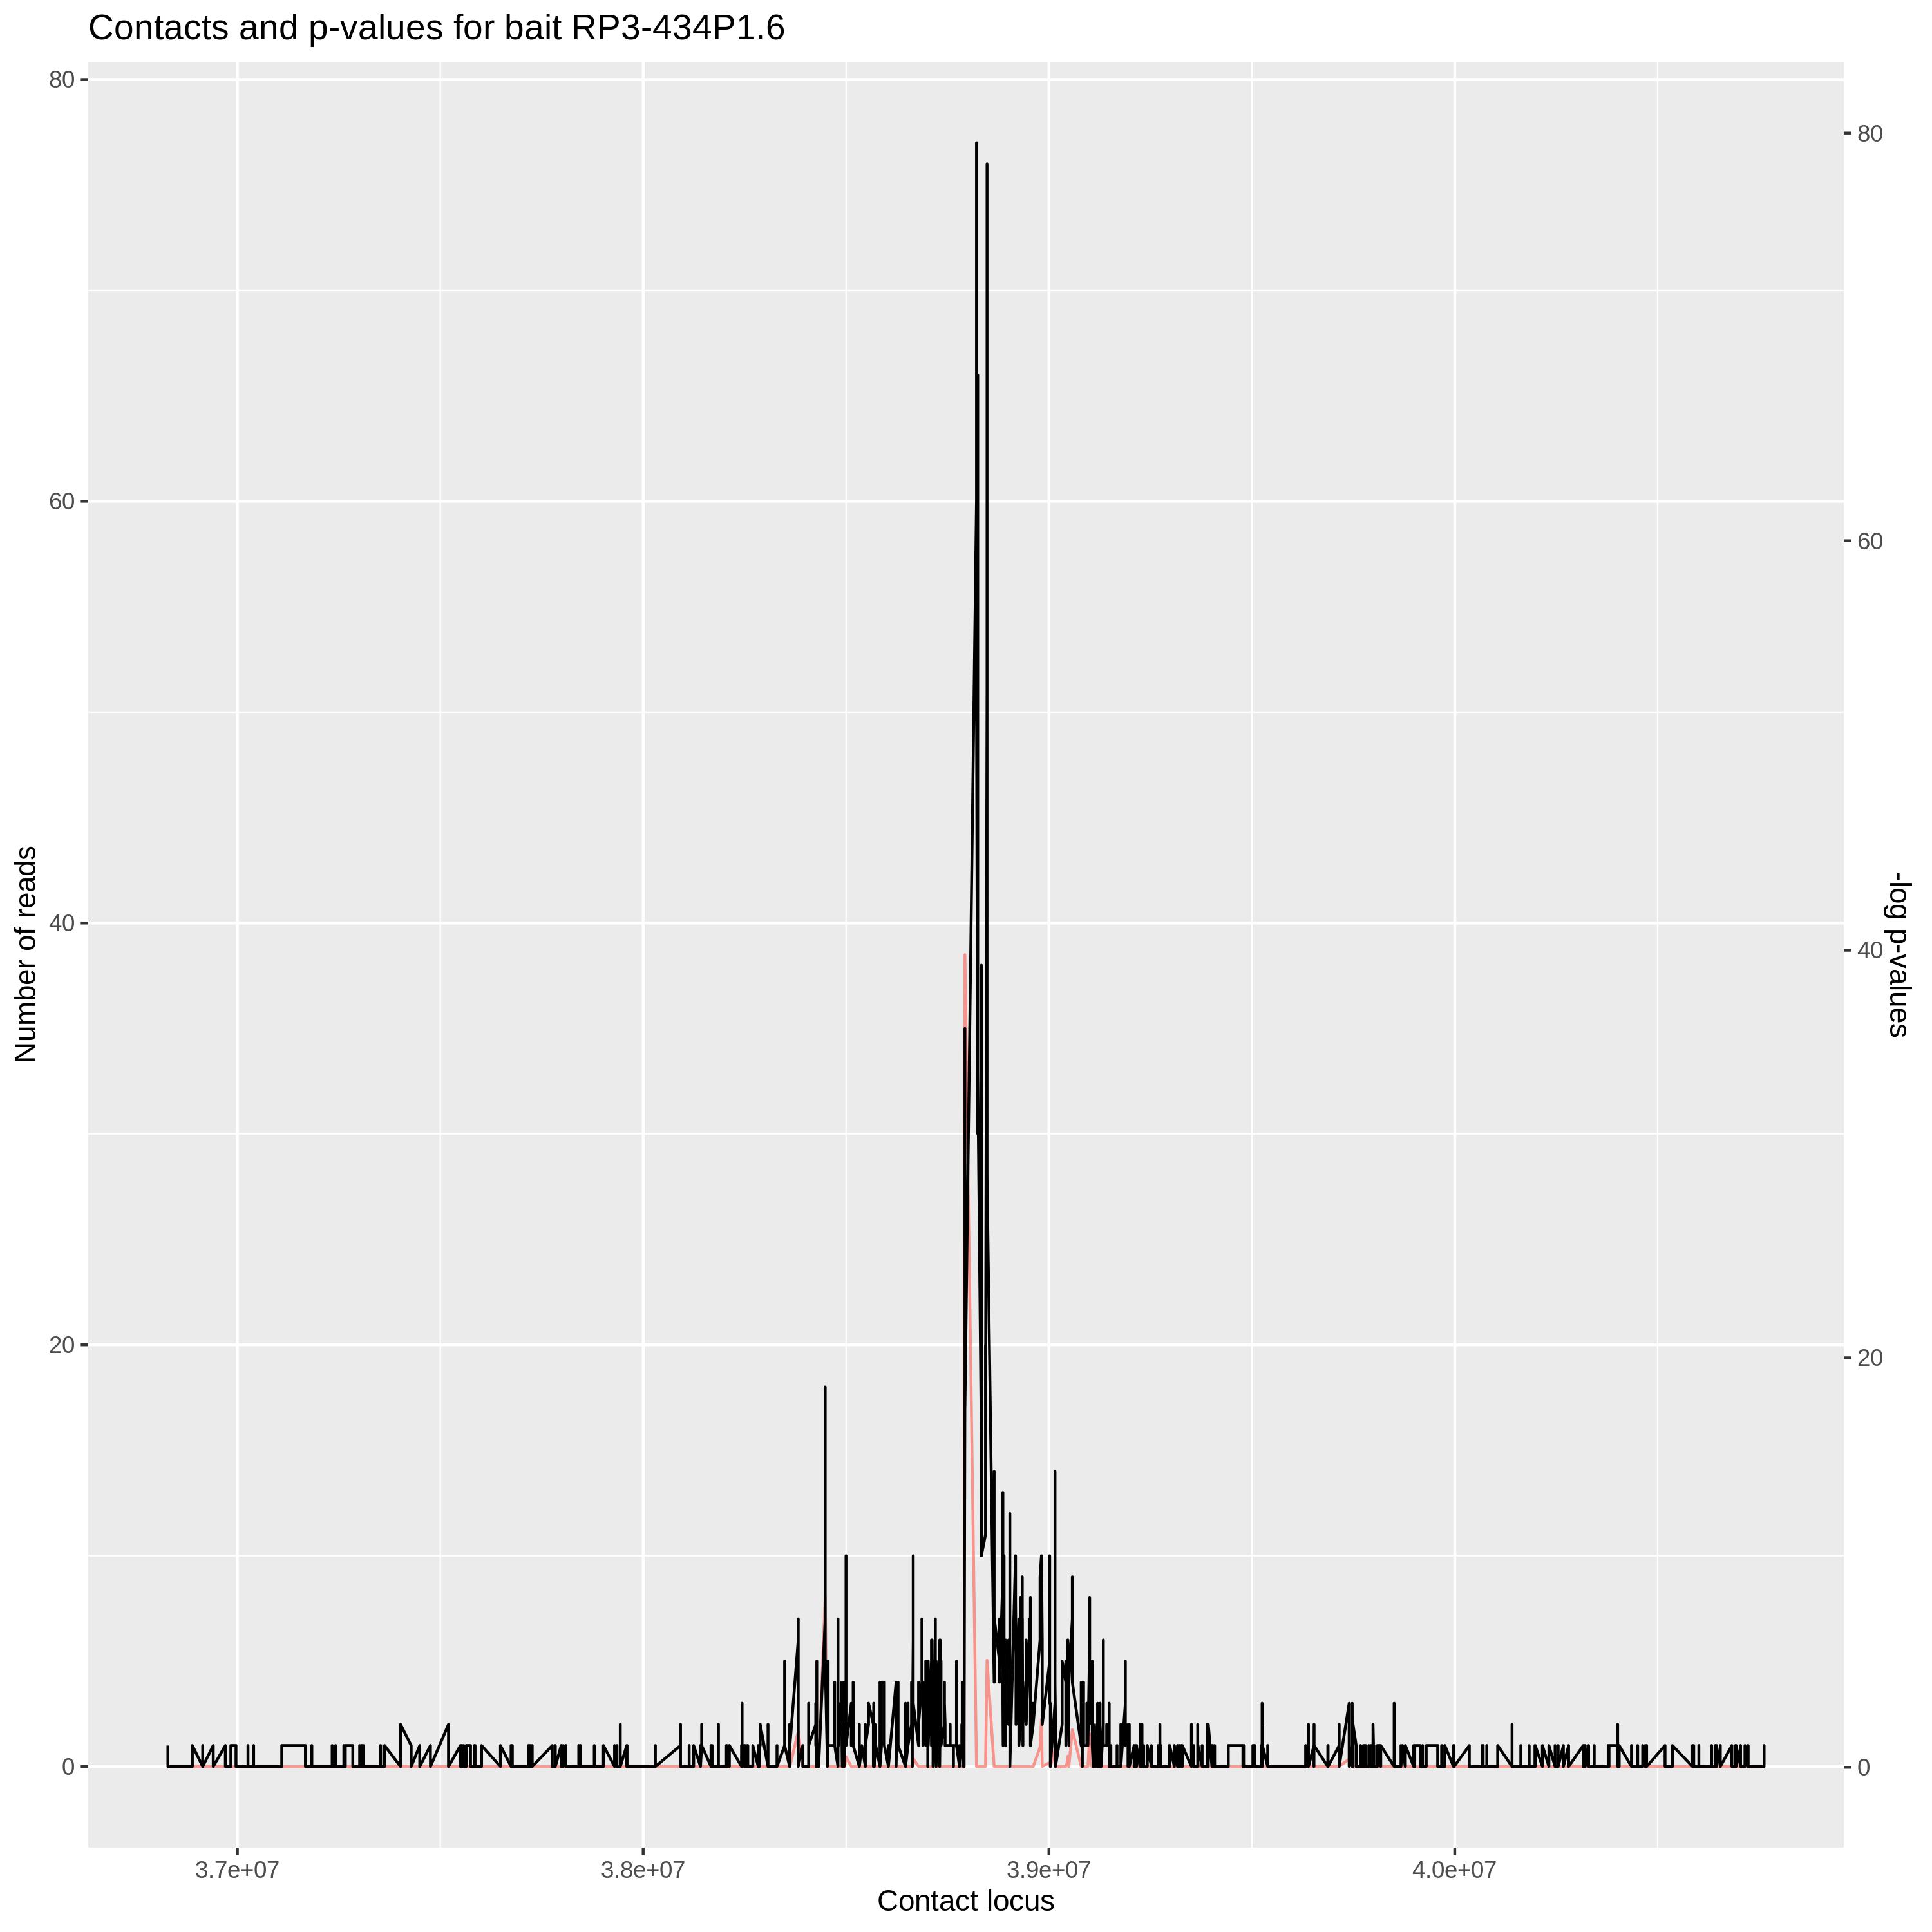 Contacts and p-values for bait RP3-434P1.6
80
60
40
20
0
Number of reads
80
60
40
20
0
-log p-values
3.7e+07
3.8e+07
3.9e+07
4.0e+07
Contact locus